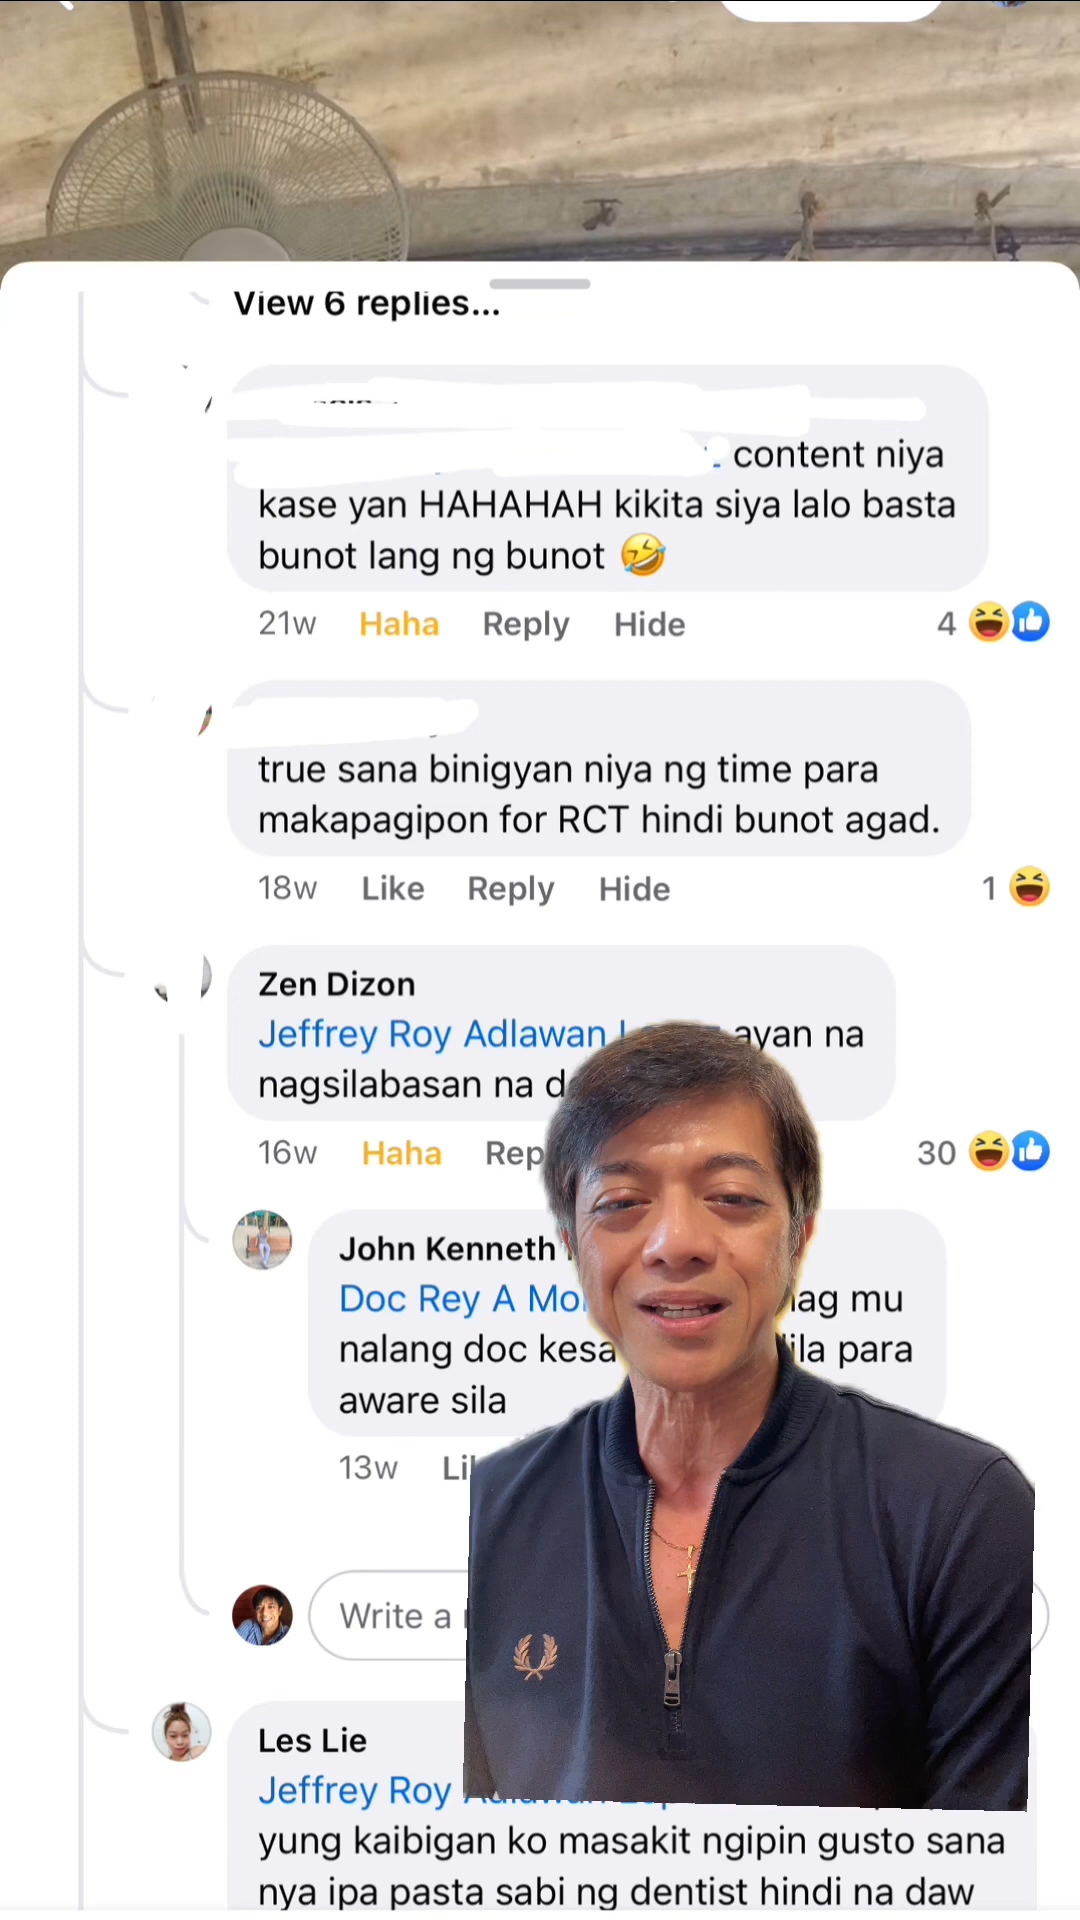 View 6 replies...
content niya
kase yan HAHAHAH kikita siya lalo basta
bunot lang ng bunot 🤣
21w Haha Reply Hide 4
true sana binigyan niya ng time para
makapagipon for RCT hindi bunot agad.
18w Like Reply Hide 1
Zen Dizon
Jeffrey Roy Adlawan ayan na
nagsilabasan na
16w Haha 30
John Kenneth
Doc Rey A mu
nalang doc para
aware sila
13w
Write a
Les Lie
Jeffrey Roy
yung kaibigan ko masakit ngipin gusto sana
nya ipa pasta sabi ng dentist hindi na daw